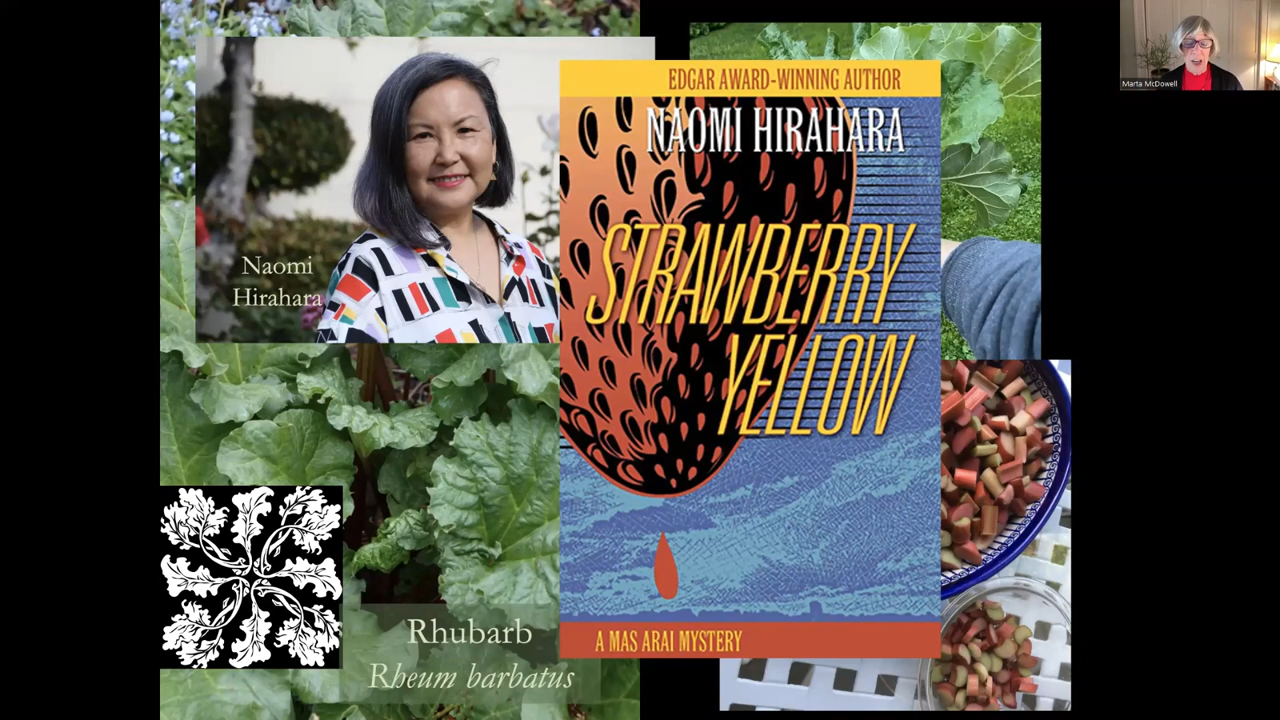 EDGAR AWARD-WINNING AUTHOR
NAOMI HIRAHARA
STRAWBERRY
YELLOW
A MAS ARAI MYSTERY
Naomi
Hirahara
Rhubarb
Rheum barbatus
Marta McDowell